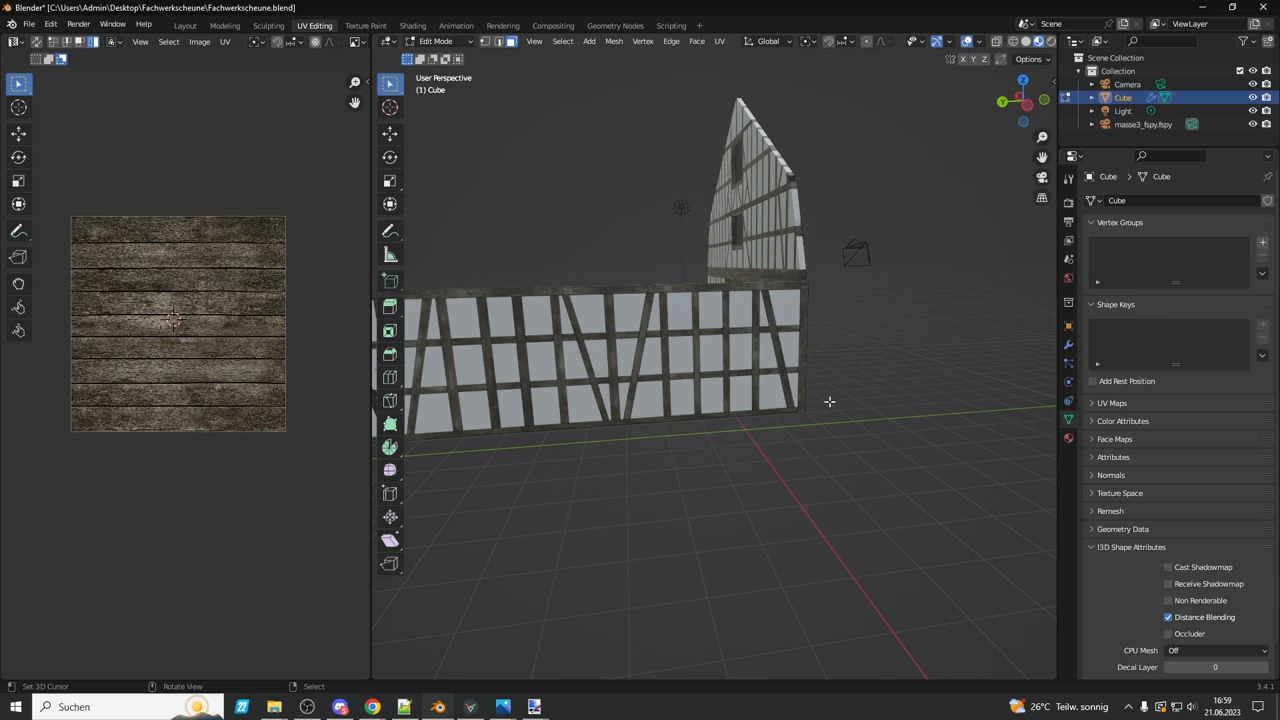 Blender* [C:\Users\Admin\Desktop\Fachwerkscheune\Fachwerkscheune.blend]
File Edit Render Window Help Layout Modeling Sculpting UV Editing Texture Paint Shading Animation Rendering Compositing Geometry Nodes Scripting + Scene ViewLayer
View Select Image UV Edit Mode View Select Add Mesh Vertex Edge Face UV Global
X Y Z Options
User Perspective
(1) Cube
Scene Collection
Collection
Camera
Cube
Light
masse3_fspy.fspy
Z
Y
X
Cube Cube
Cube
Vertex Groups
Shape Keys
Add Rest Position
UV Maps
Color Attributes
Face Maps
Attributes
Normals
Texture Space
Remesh
Geometry Data
I3D Shape Attributes
Cast Shadowmap
Receive Shadowmap
Non Renderable
Distance Blending
Occluder
CPU Mesh Off
Decal Layer 0
Set 3D Cursor Rotate View Select 3.4.1
Suchen 26°C Teilw. sonnig 16:59
21.06.2023